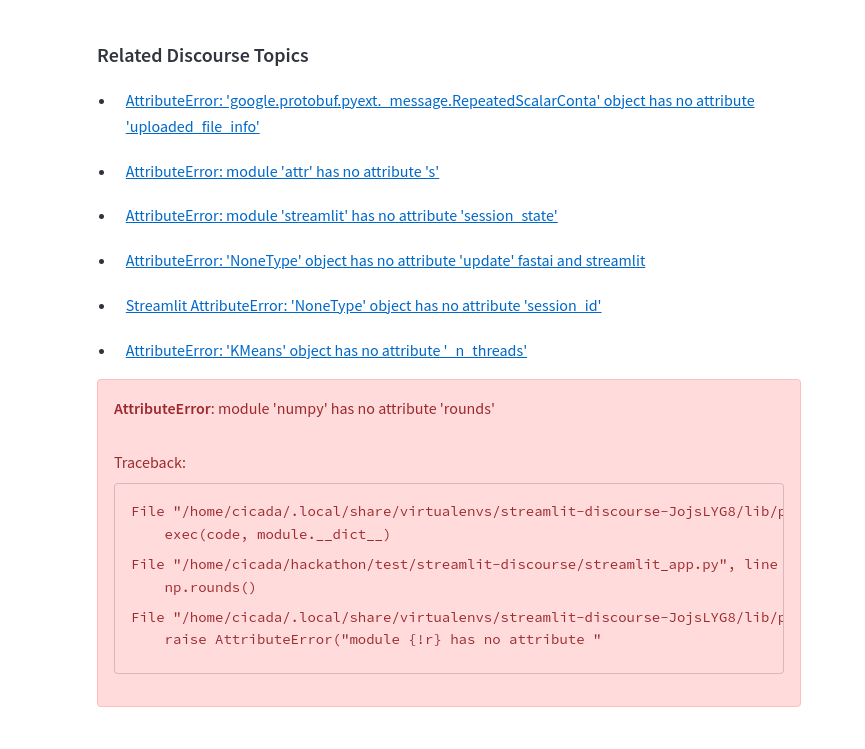 Related Discourse Topics
AttributeError: 'google.protobuf.pyext._message.RepeatedScalarConta' object has no attribute
'uploaded_file_info'
AttributeError: module 'attr' has no attribute 's'
AttributeError: module 'streamlit' has no attribute 'session_state'
AttributeError: 'NoneType' object has no attribute 'update' fastai and streamlit
Streamlit AttributeError: 'NoneType' object has no attribute 'session_id'
AttributeError: 'KMeans' object has no attribute '_n_threads'
AttributeError: module 'numpy' has no attribute 'rounds'
Traceback:
File "/home/cicada/.local/share/virtualenvs/streamlit-discourse-JojsLYG8/lib/p
exec(code, module.__dict__)
File "/home/cicada/hackathon/test/streamlit-discourse/streamlit_app.py", line
np.rounds()
File "/home/cicada/.local/share/virtualenvs/streamlit-discourse-JojsLYG8/lib/p
raise AttributeError("module {!r} has no attribute "